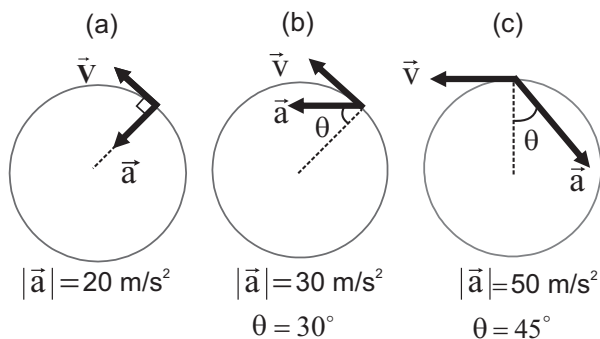 (a) (b) (c)
v⃗ v⃗ v⃗
a⃗ a⃗ a⃗
θ θ
|a⃗| = 20 m/s² |a⃗| = 30 m/s² |a⃗| = 50 m/s²
θ = 30° θ = 45°